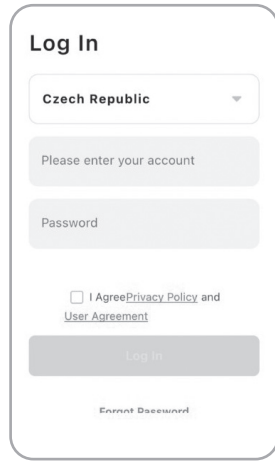 Log In
Czech Republic
Please enter your account
Password
I AgreePrivacy Policy and
User Agreement
Log In
Forgot Password